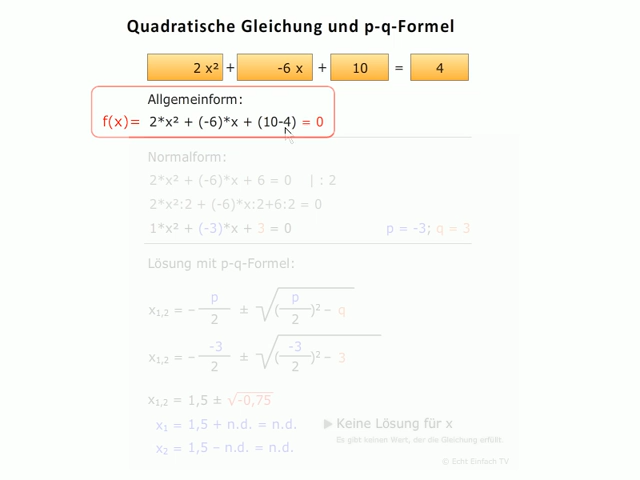 Quadratische Gleichung und p-q-Formel
2 x² + -6 x + 10 = 4
Allgemeinform:
f(x)= 2*x² + (-6)*x + (10-4) = 0
Normalform:
2*x² + (-6)*x + 6 = 0 | : 2
2*x²:2 + (-6)*x:2+6:2 = 0
1*x² + (-3)*x + 3 = 0 p = -3; q = 3
Lösung mit p-q-Formel:
x₁,₂ = − p/2 ± √(p/2)² − q
x₁,₂ = − -3/2 ± √(-3/2)² − 3
x₁,₂ = 1,5 ± √-0,75
x₁ = 1,5 + n.d. = n.d. ▶ Keine Lösung für x
Es gibt keinen Wert, der die Gleichung erfüllt.
x₂ = 1,5 − n.d. = n.d.
© Echt Einfach TV